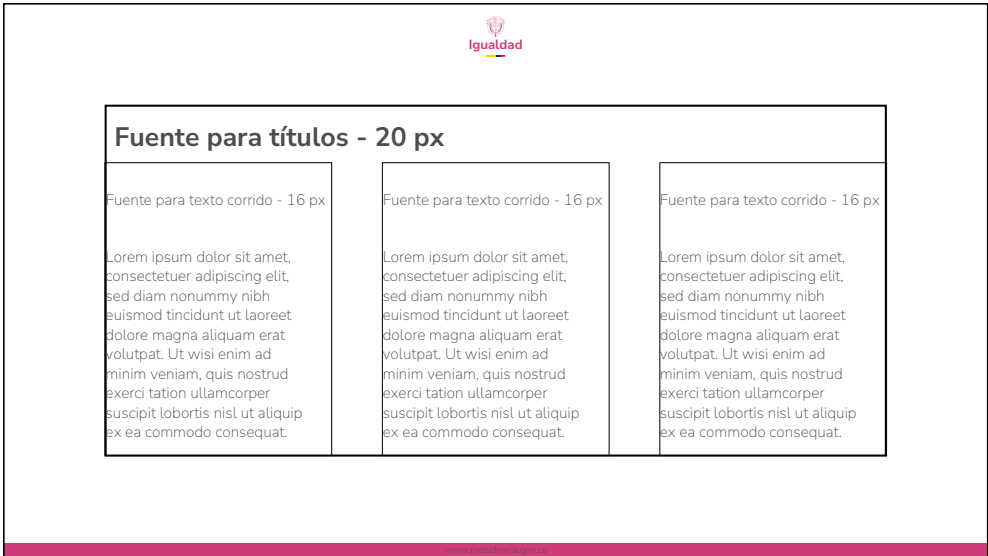 Igualdad
Fuente para títulos - 20 px
Fuente para texto corrido - 16 px
Lorem ipsum dolor sit amet,
consectetuer adipiscing elit,
sed diam nonummy nibh
euismod tincidunt ut laoreet
dolore magna aliquam erat
volutpat. Ut wisi enim ad
minim veniam, quis nostrud
exerci tation ullamcorper
suscipit lobortis nisl ut aliquip
ex ea commodo consequat.
Fuente para texto corrido - 16 px
Lorem ipsum dolor sit amet,
consectetuer adipiscing elit,
sed diam nonummy nibh
euismod tincidunt ut laoreet
dolore magna aliquam erat
volutpat. Ut wisi enim ad
minim veniam, quis nostrud
exerci tation ullamcorper
suscipit lobortis nisl ut aliquip
ex ea commodo consequat.
Fuente para texto corrido - 16 px
Lorem ipsum dolor sit amet,
consectetuer adipiscing elit,
sed diam nonummy nibh
euismod tincidunt ut laoreet
dolore magna aliquam erat
volutpat. Ut wisi enim ad
minim veniam, quis nostrud
exerci tation ullamcorper
suscipit lobortis nisl ut aliquip
ex ea commodo consequat.
www.presidencia.gov.co